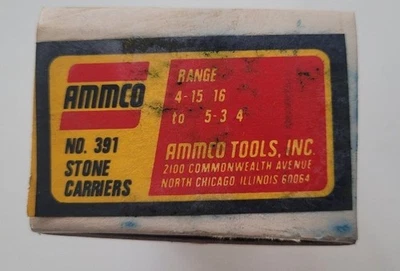 AMMCO
NO. 391
STONE
CARRIERS
RANGE
4-15 16
to 5-3 4
AMMCO TOOLS, INC.
2100 COMMONWEALTH AVENUE
NORTH CHICAGO ILLINOIS 60064